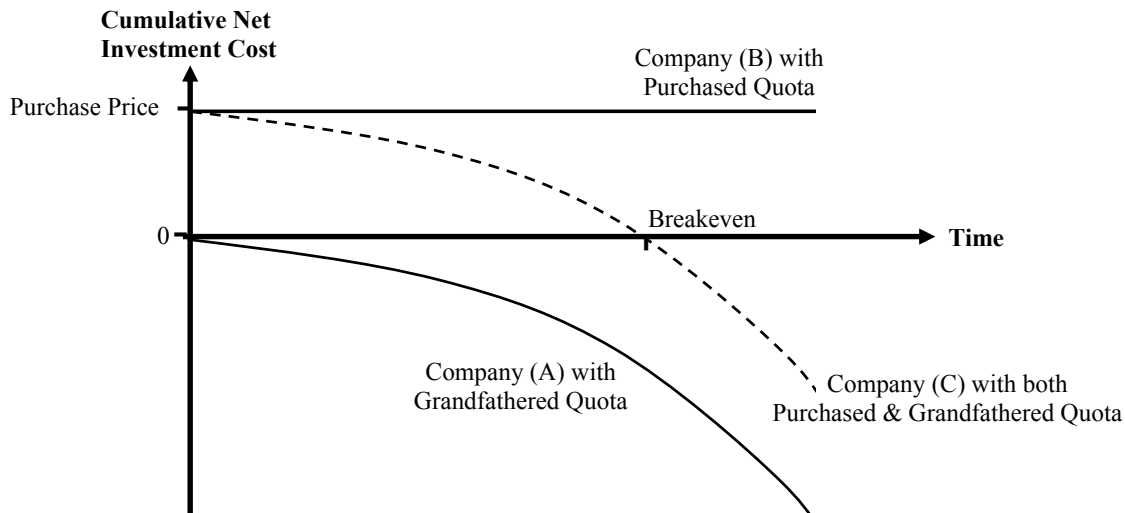 Cumulative Net
Investment Cost
Company (B) with
Purchased Quota
Purchase Price
Breakeven
0
Time
Company (A) with
Grandfathered Quota
Company (C) with both
Purchased & Grandfathered Quota